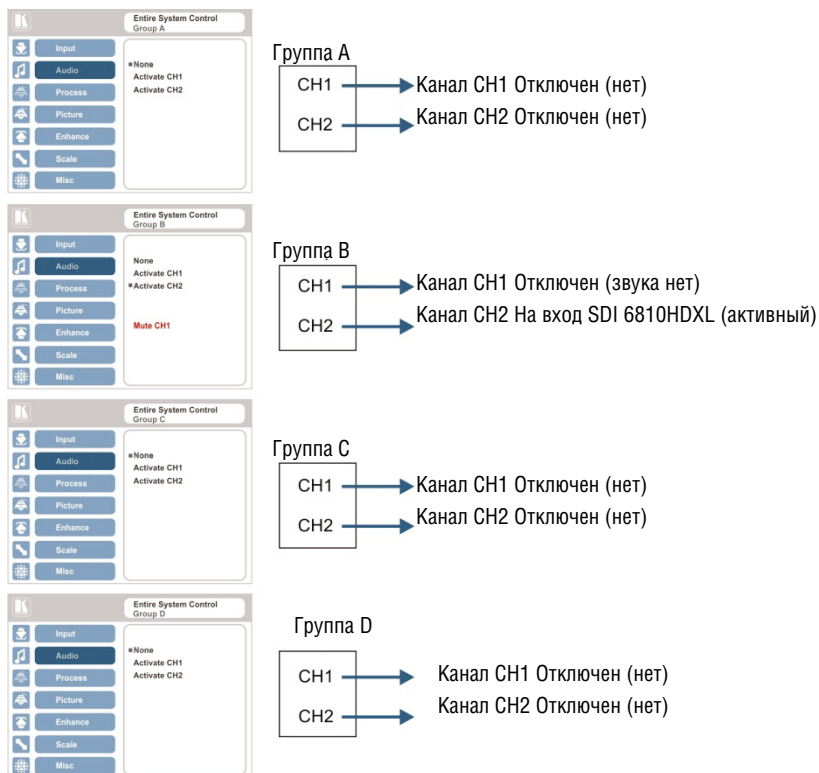 Entire System Control
Group A
Input
Audio
Process
Picture
Enhance
Scale
Misc
None
Activate CH1
Activate CH2
Группа A
CH1
CH2
Канал CH1 Отключен (нет)
Канал CH2 Отключен (нет)
Entire System Control
Group B
Input
Audio
Process
Picture
Enhance
Scale
Misc
None
Activate CH1
Activate CH2
Mute CH1
Группа B
CH1
CH2
Канал CH1 Отключен (звука нет)
Канал CH2 На вход SDI 6810HDXL (активный)
Entire System Control
Group C
Input
Audio
Process
Picture
Enhance
Scale
Misc
None
Activate CH1
Activate CH2
Группа C
CH1
CH2
Канал CH1 Отключен (нет)
Канал CH2 Отключен (нет)
Entire System Control
Group D
Input
Audio
Process
Picture
Enhance
Scale
Misc
None
Activate CH1
Activate CH2
Группа D
CH1
CH2
Канал CH1 Отключен (нет)
Канал CH2 Отключен (нет)